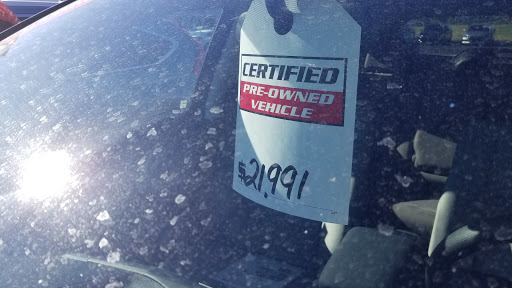 CERTIFIED
PRE-OWNED
VEHICLE
$21,991